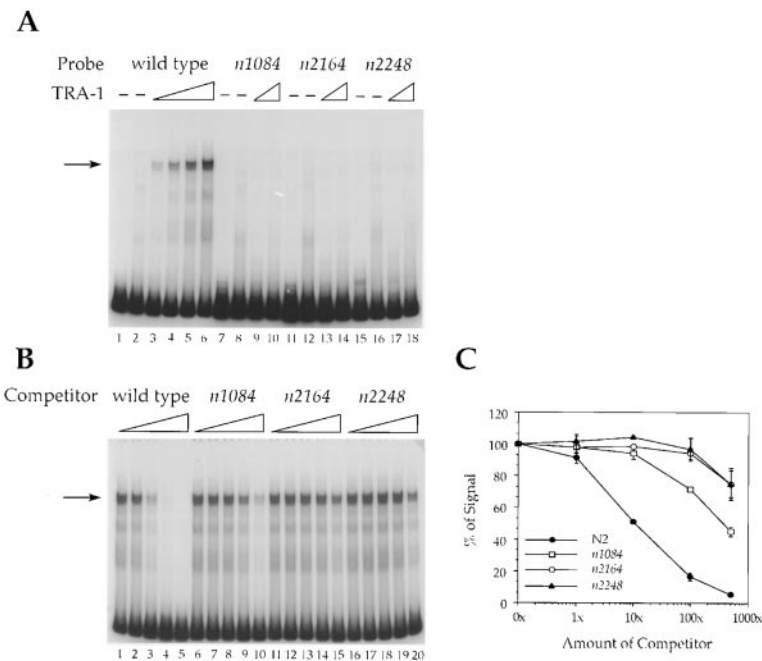 A
Probe wild type n1084 n2164 n2248
TRA-1 – – – – – – – –
1 2 3 4 5 6 7 8 9 10 11 12 13 14 15 16 17 18
B
Competitor wild type n1084 n2164 n2248
1 2 3 4 5 6 7 8 9 10 11 12 13 14 15 16 17 18 19 20
C
120
100
80
60
40
20
0
% of Signal
N2
n1084
n2164
n2248
0x 1x 10x 100x 1000x
Amount of Competitor